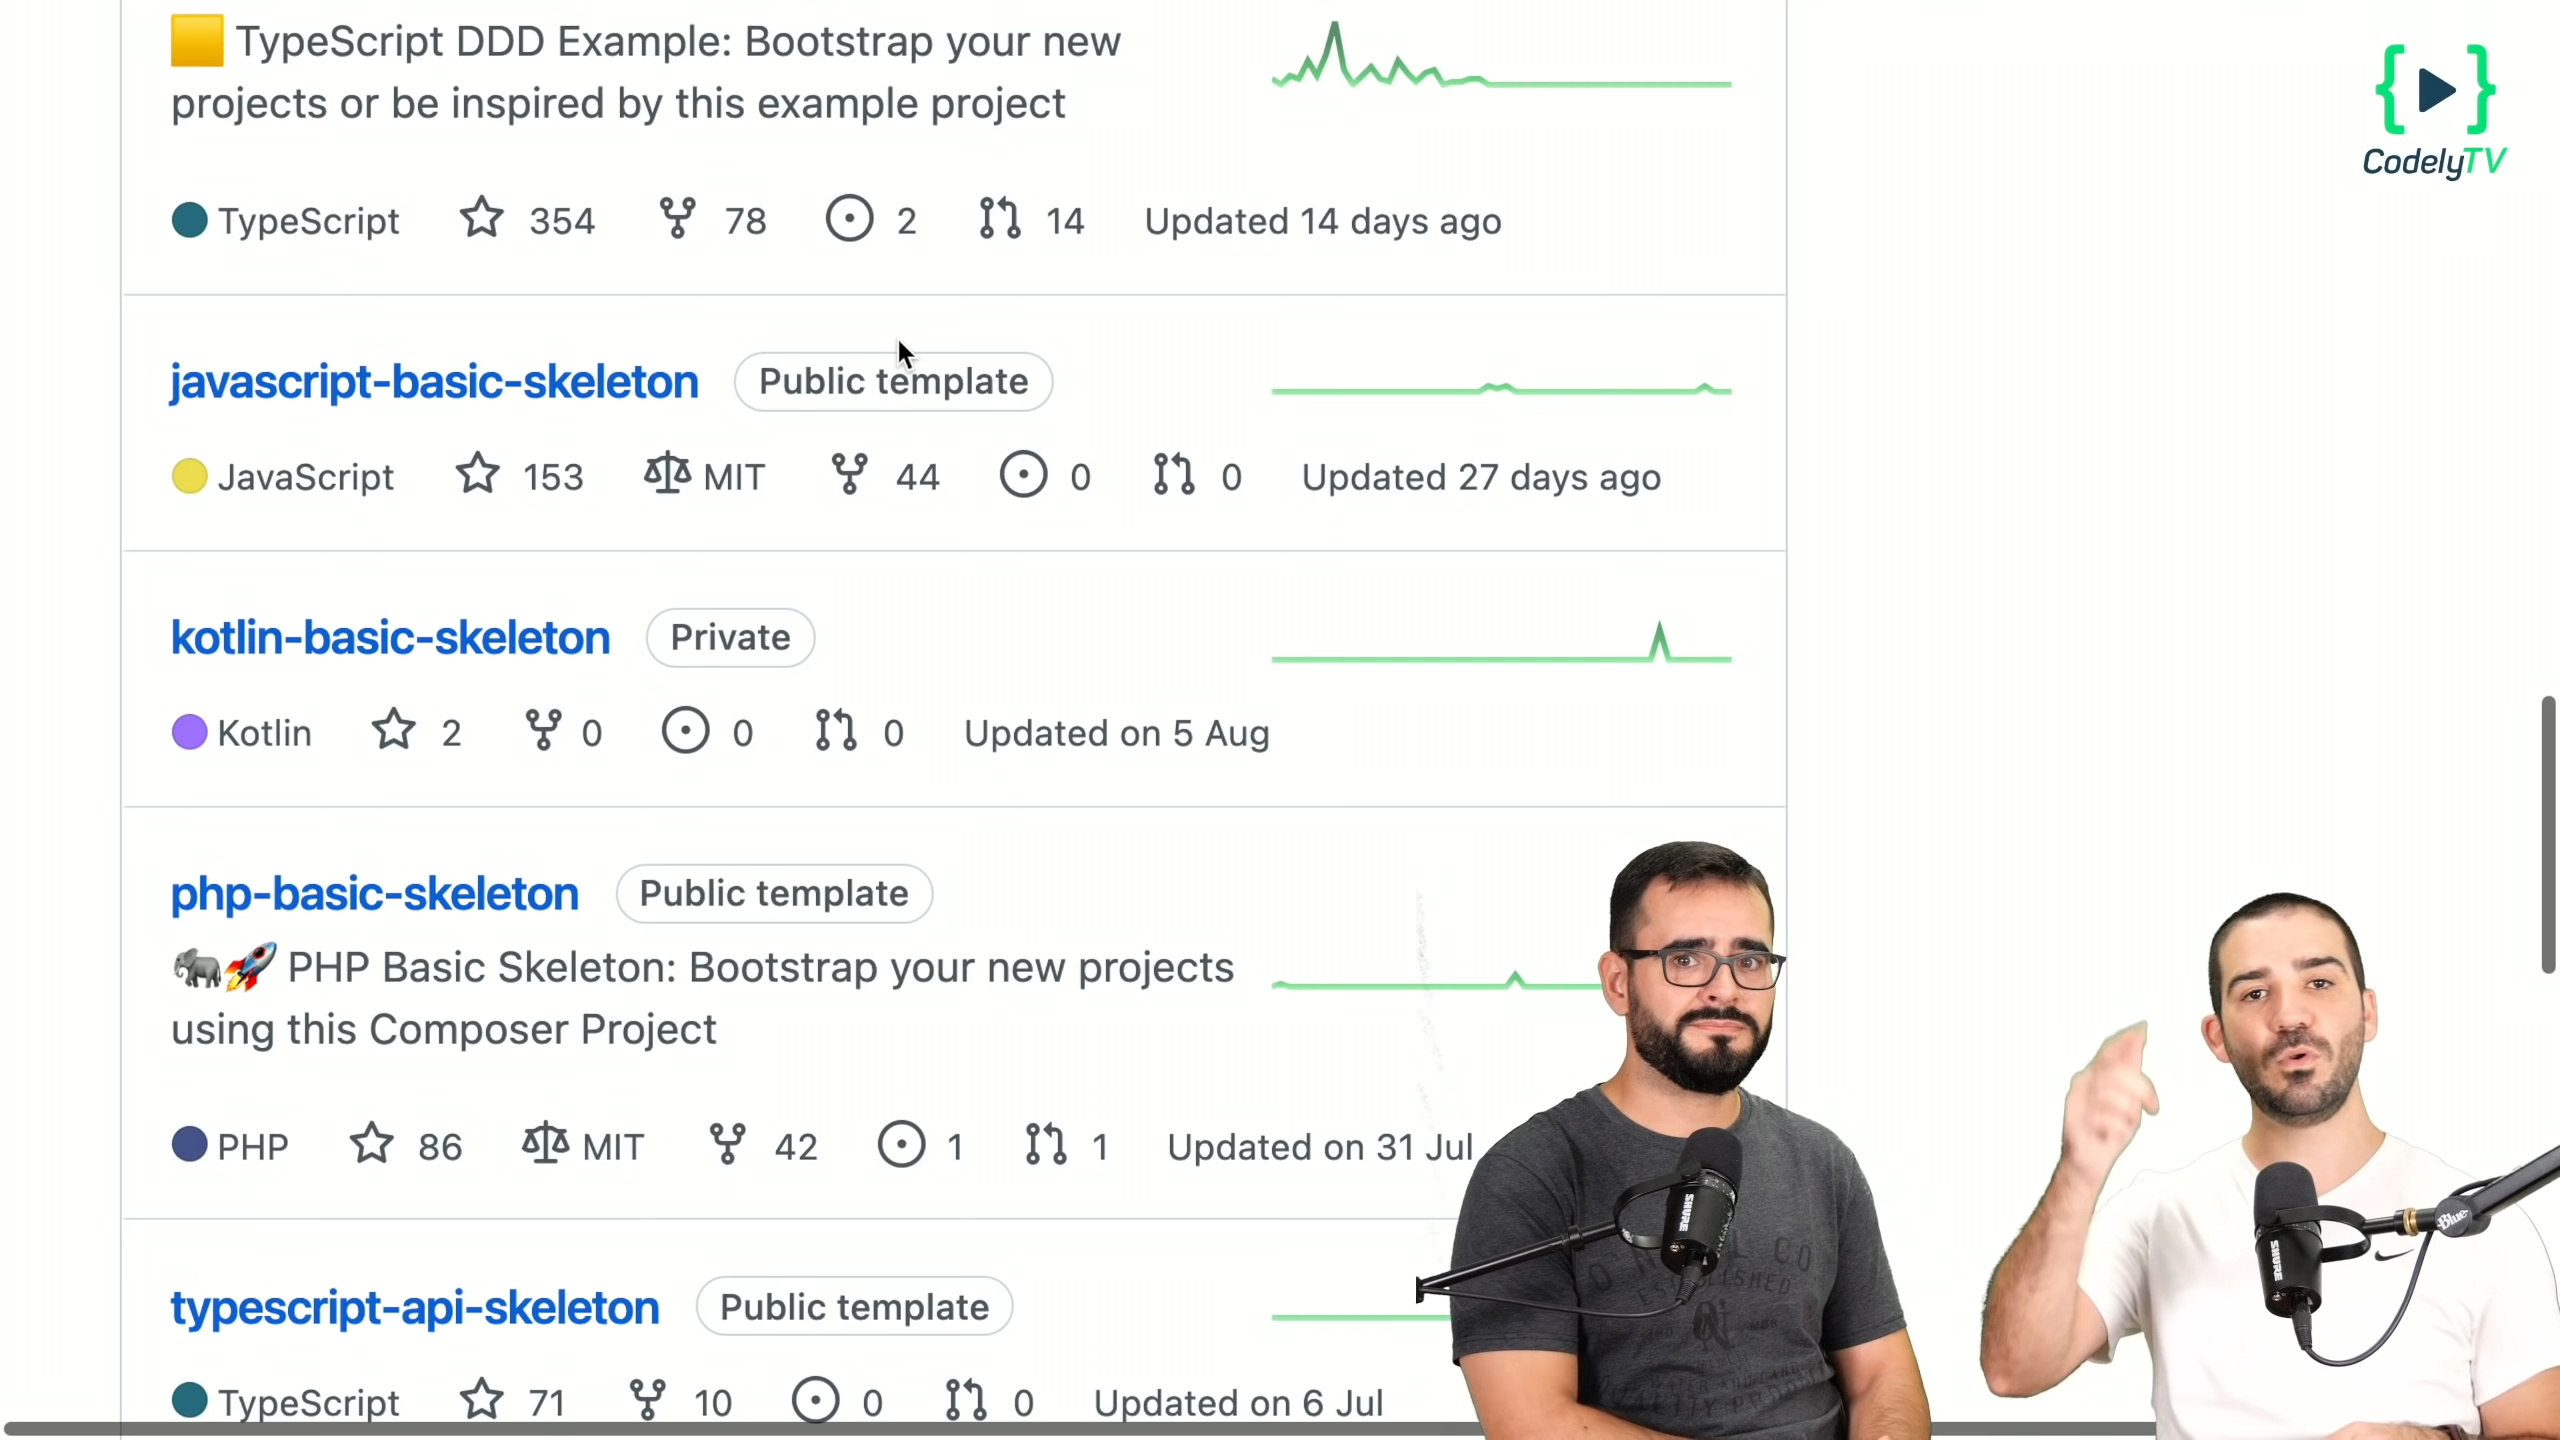 TypeScript DDD Example: Bootstrap your new
projects or be inspired by this example project
CodelyTV
TypeScript 354 78 2 14 Updated 14 days ago
javascript-basic-skeleton Public template
JavaScript 153 MIT 44 0 0 Updated 27 days ago
kotlin-basic-skeleton Private
Kotlin 2 0 0 0 Updated on 5 Aug
php-basic-skeleton Public template
PHP Basic Skeleton: Bootstrap your new projects
using this Composer Project
PHP 86 MIT 42 1 1 Updated on 31 Jul
typescript-api-skeleton Public template
TypeScript 71 10 0 0 Updated on 6 Jul
SHURE
SHURE
Blue